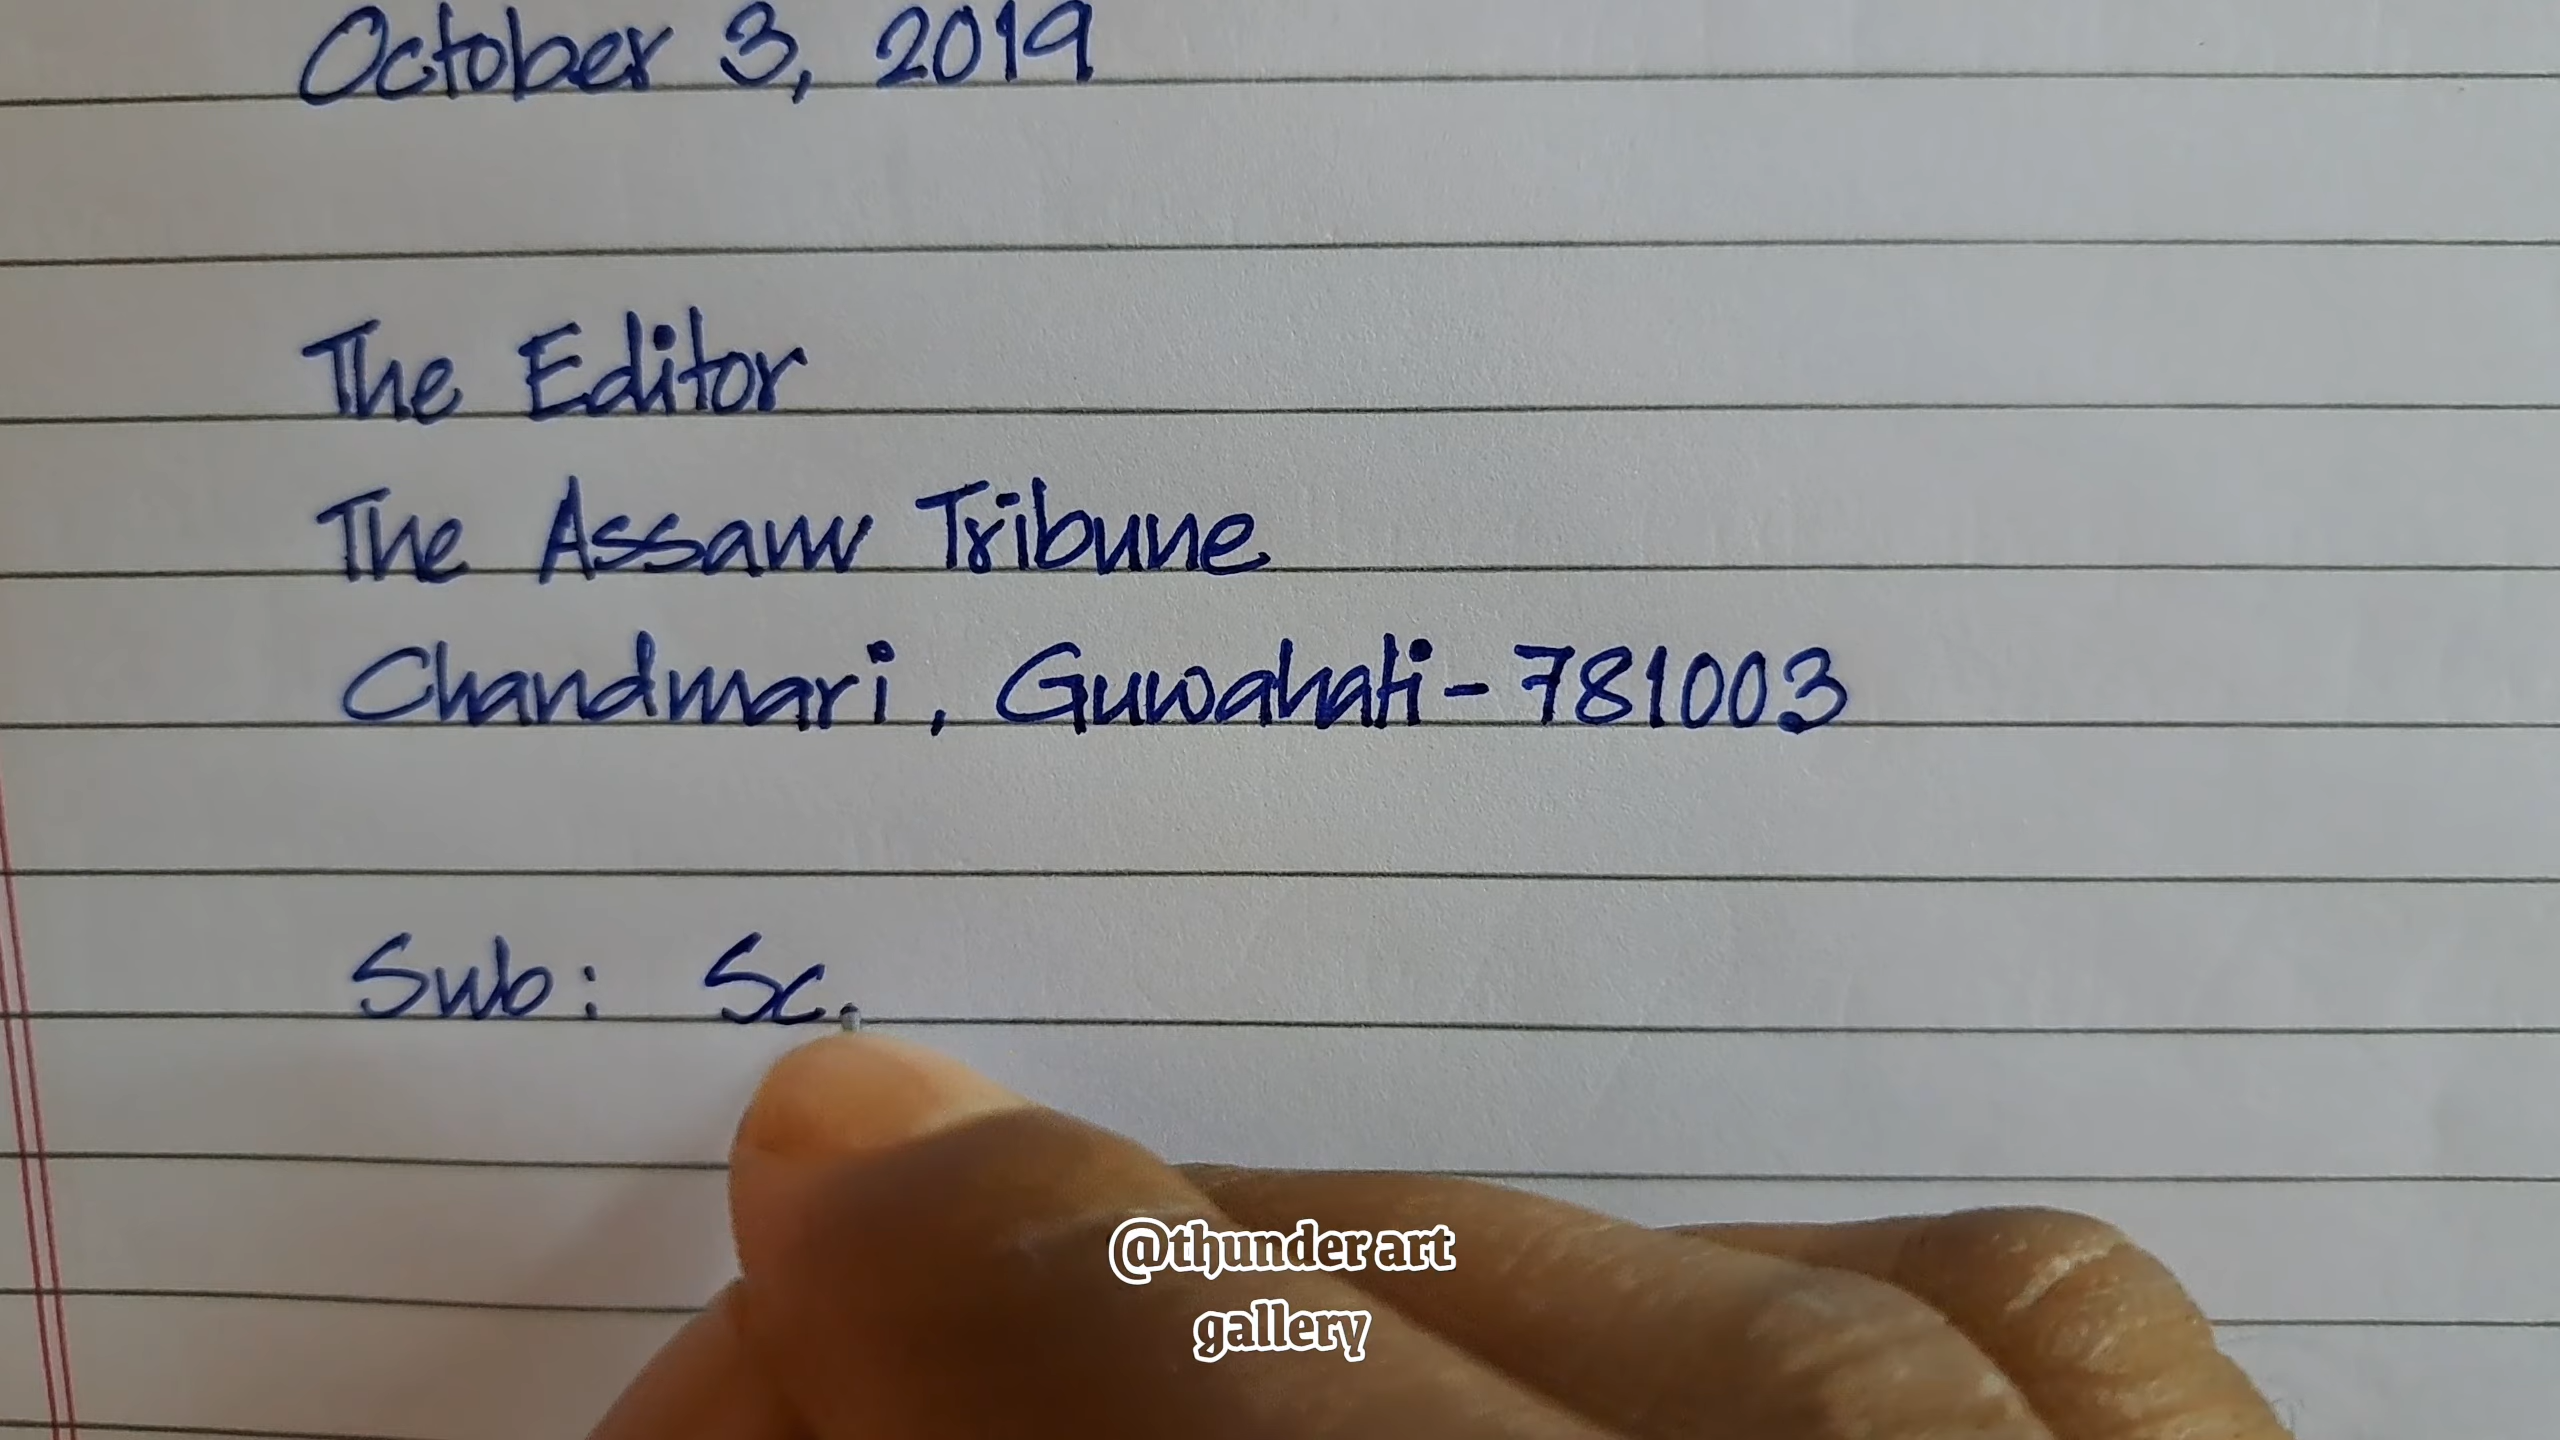 October 3, 2019
The Editor
The Assam Tribune
Chandmari, Guwahati-781003
Sub: Sc
@thunder art
gallery